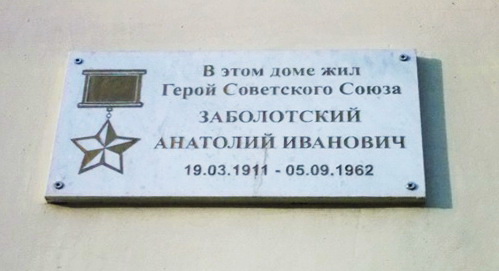 В этом доме жил
Герой Советского Союза
ЗАБОЛОТСКИЙ
АНАТОЛИЙ ИВАНОВИЧ
19.03.1911 - 05.09.1962